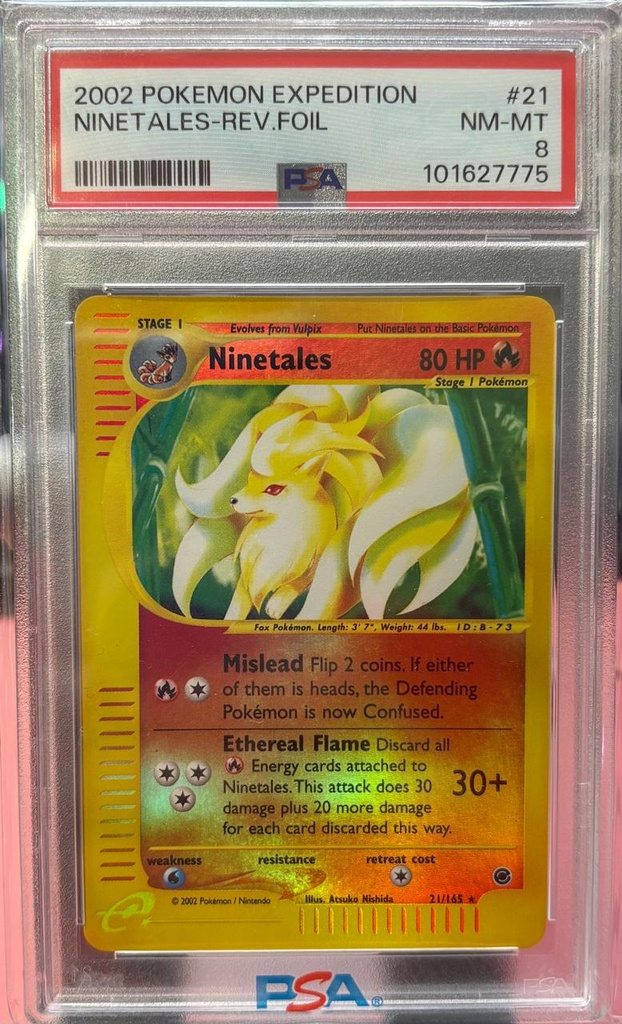 2002 POKEMON EXPEDITION #21
NINETALES-REV.FOIL NM-MT
8
PSA 101627775
STAGE 1 Evolves from Vulpix Put Ninetales on the Basic Pokémon
Ninetales 80 HP
Stage 1 Pokémon
Fox Pokémon. Length: 3' 7", Weight: 44 lbs. ID: B - 73
Mislead Flip 2 coins. If either
of them is heads, the Defending
Pokémon is now Confused.
Ethereal Flame Discard all
Energy cards attached to
Ninetales. This attack does 30 30+
damage plus 20 more damage
for each card discarded this way.
weakness resistance retreat cost
© 2002 Pokémon / Nintendo Illus. Atsuko Nishida 21/165 ★
e
PSA®